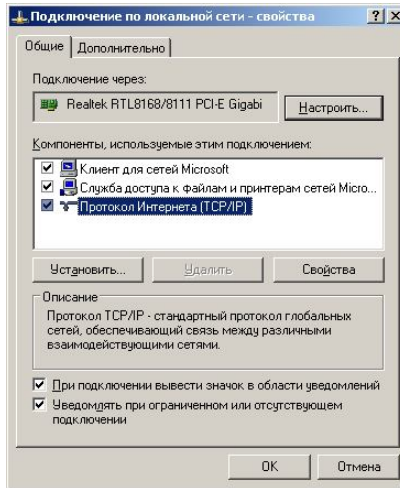 Подключение по локальной сети - свойства
Общие
Дополнительно
Подключение через:
Realtek RTL8168/8111 PCI-E Gigabi
Настроить...
Компоненты, используемые этим подключением:
Клиент для сетей Microsoft
Служба доступа к файлам и принтерам сетей Micro...
Протокол Интернета (TCP/IP)
Установить...
Удалить
Свойства
Описание
Протокол TCP/IP - стандартный протокол глобальных
сетей, обеспечивающий связь между различными
взаимодействующими сетями.
При подключении вывести значок в области уведомлений
Уведомлять при ограниченном или отсутствующем
подключении
OK
Отмена